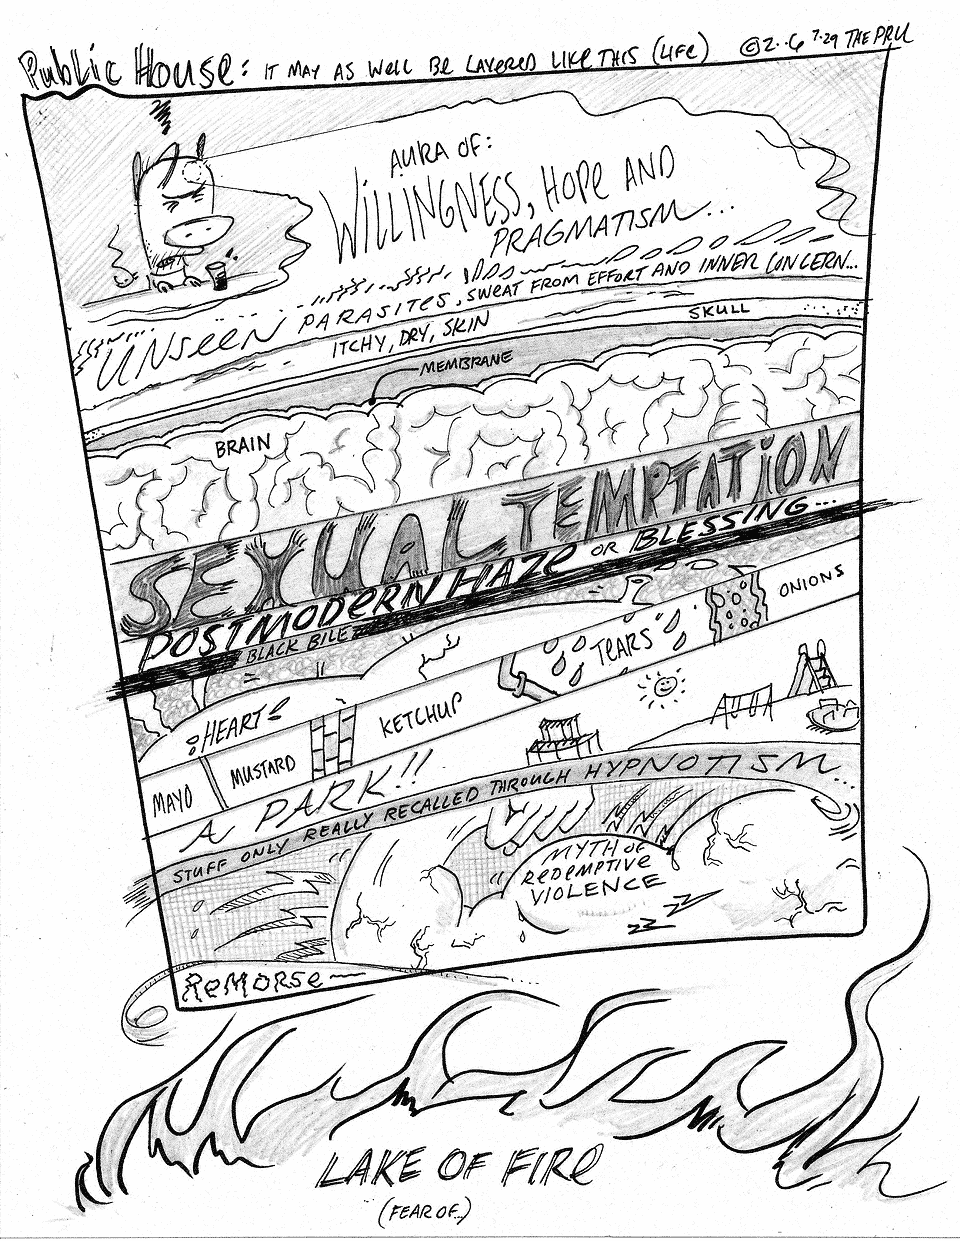 Public House: IT MAY AS WELL BE LAYERED LIKE THIS (LIFE) ©2..6 7.29 THE PRU
AURA OF:
WILLINGNESS, HOPE AND
PRAGMATISM...
UNSEEN PARASITES, SWEAT FROM EFFORT AND INNER CONCERN...
ITCHY, DRY, SKIN
SKULL
MEMBRANE
BRAIN
SEXUAL TEMPTATION
POSTMODERN HAZE OR BLESSING...
BLACK BILE
HEART
MAYO
MUSTARD
KETCHUP
TEARS
ONIONS
A PARK!!
STUFF ONLY REALLY RECALLED THROUGH HYPNOTISM...
MYTH OF
REDEMPTIVE
VIOLENCE
ZZ ZZ
REMORSE—
LAKE OF FIRE
(FEAR OF...)